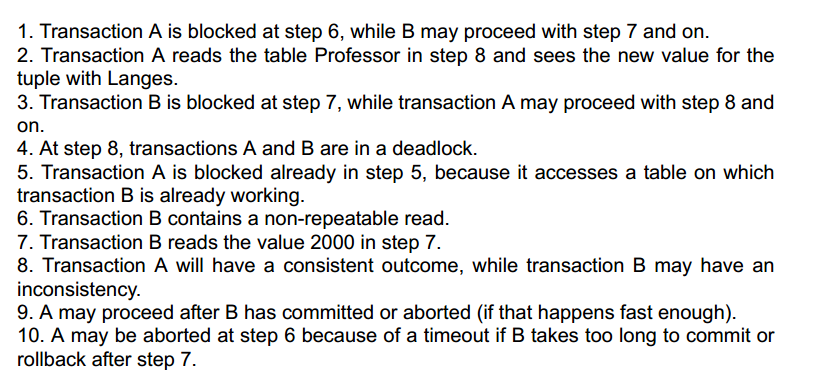 1. Transaction A is blocked at step 6, while B may proceed with step 7 and on.
2. Transaction A reads the table Professor in step 8 and sees the new value for the
tuple with Langes.
3. Transaction B is blocked at step 7, while transaction A may proceed with step 8 and
on.
4. At step 8, transactions A and B are in a deadlock.
5. Transaction A is blocked already in step 5, because it accesses a table on which
transaction B is already working.
6. Transaction B contains a non-repeatable read.
7. Transaction B reads the value 2000 in step 7.
8. Transaction A will have a consistent outcome, while transaction B may have an
inconsistency.
9. A may proceed after B has committed or aborted (if that happens fast enough).
10. A may be aborted at step 6 because of a timeout if B takes too long to commit or
rollback after step 7.